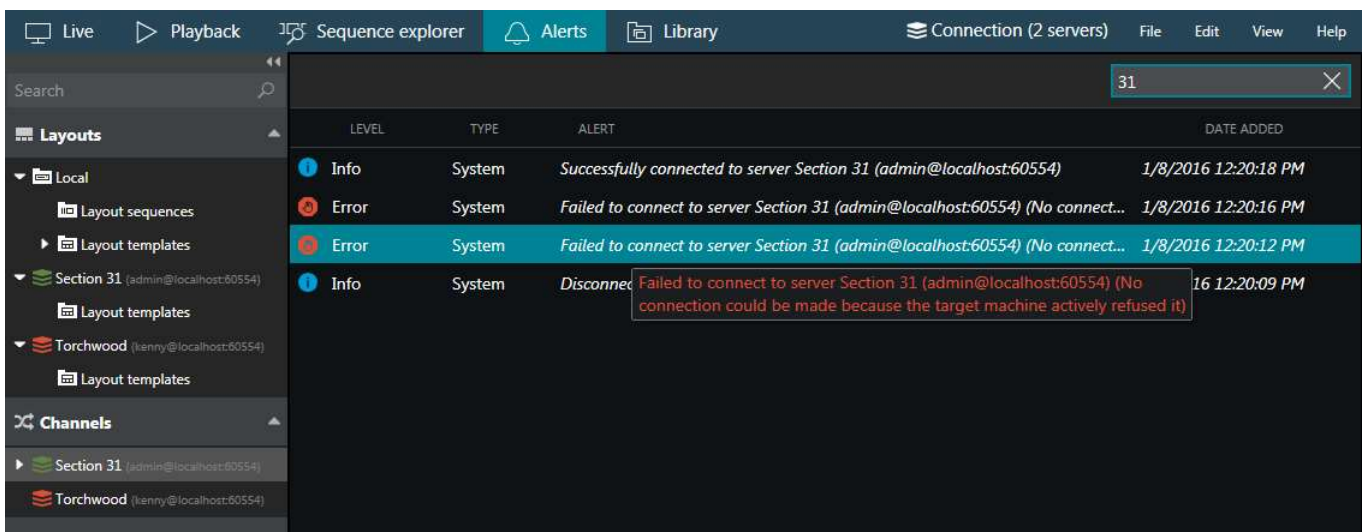 Live Playback Sequence explorer Alerts Library Connection (2 servers) File Edit View Help
Search
31
Layouts
LEVEL TYPE ALERT DATE ADDED
Local
Info System Successfully connected to server Section 31 (admin@localhost:60554) 1/8/2016 12:20:18 PM
Layout sequences
Error System Failed to connect to server Section 31 (admin@localhost:60554) (No connect... 1/8/2016 12:20:16 PM
Layout templates
Error System Failed to connect to server Section 31 (admin@localhost:60554) (No connect... 1/8/2016 12:20:12 PM
Section 31 (admin@localhost:60554)
Info System Disconnec 16 12:20:09 PM
Failed to connect to server Section 31 (admin@localhost:60554) (No
connection could be made because the target machine actively refused it)
Layout templates
Torchwood (kenny@localhost:60554)
Layout templates
Channels
Section 31 (admin@localhost:60554)
Torchwood (kenny@localhost:60554)